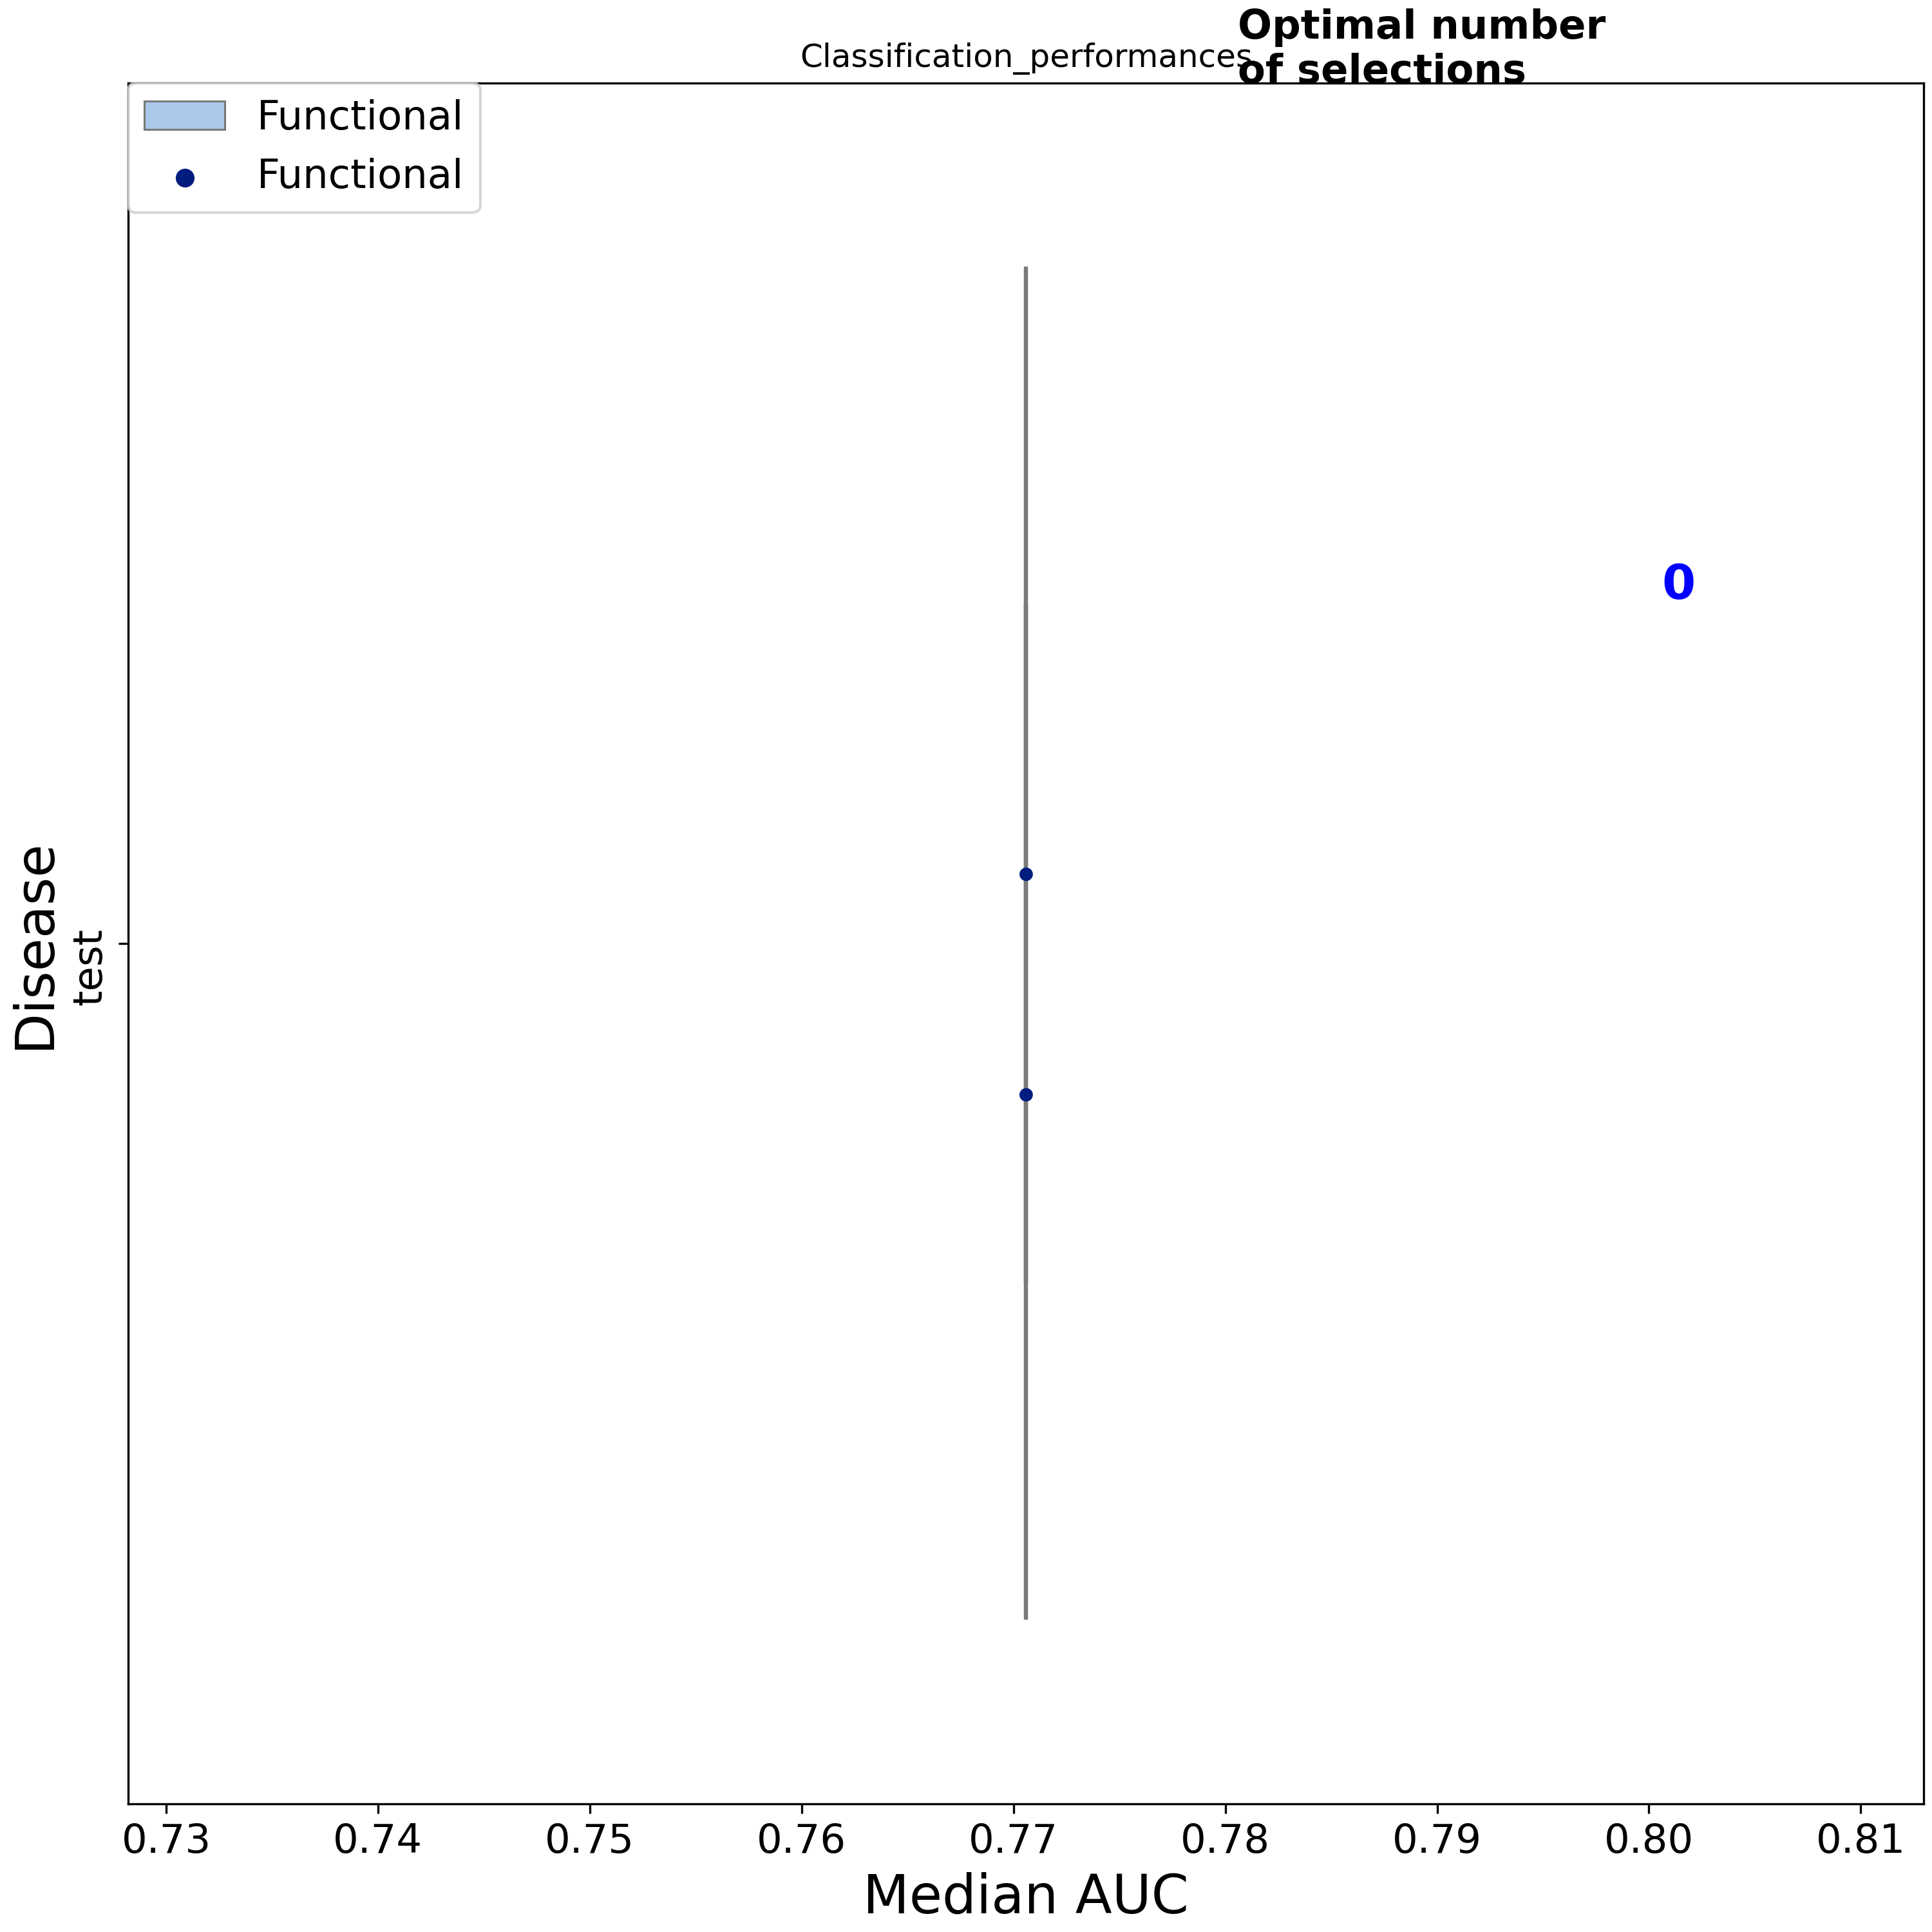 Optimal number
of selections
Classification_performances
Functional
Functional
0
Disease
test
0.73 0.74 0.75 0.76 0.77 0.78 0.79 0.80 0.81
Median AUC